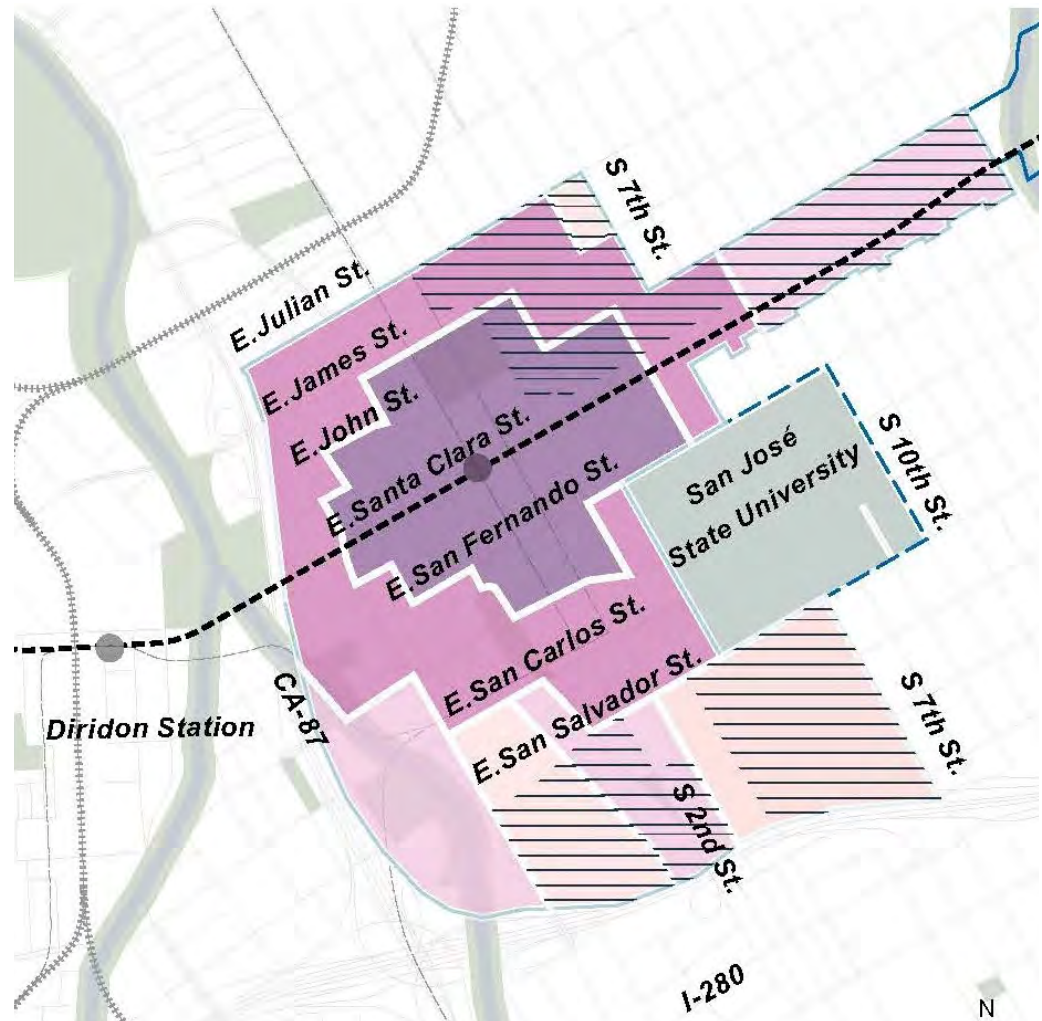 S 7th St.
E.Julian St.
E.James St.
E.John St.
E.Santa Clara St.
E.San Fernando St.
San José
State University
S 10th St.
E.San Carlos St.
E.San Salvador St.
CA-87
Diridon Station
S 7th St.
S 2nd St.
I-280
N